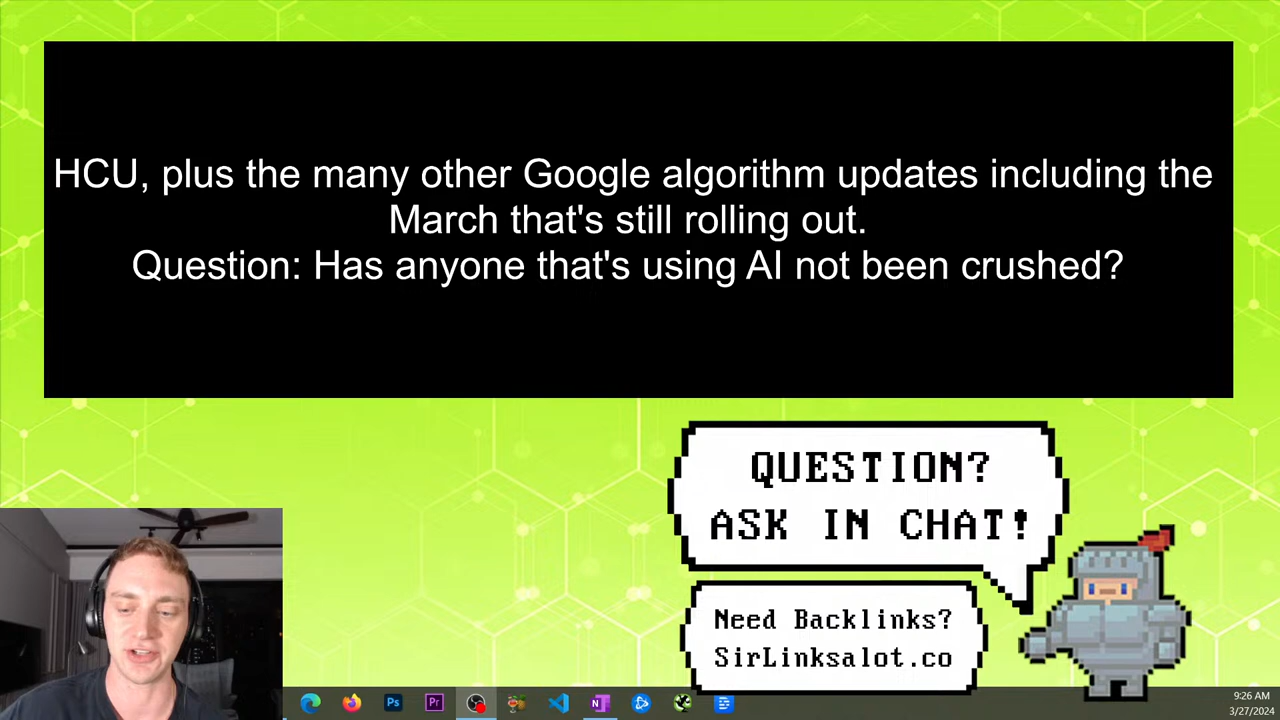 HCU, plus the many other Google algorithm updates including the
March that's still rolling out.
Question: Has anyone that's using AI not been crushed?
QUESTION?
ASK IN CHAT!
Need Backlinks?
SirLinksalot.co
Ps
Pr
N
9:26 AM
3/27/2024